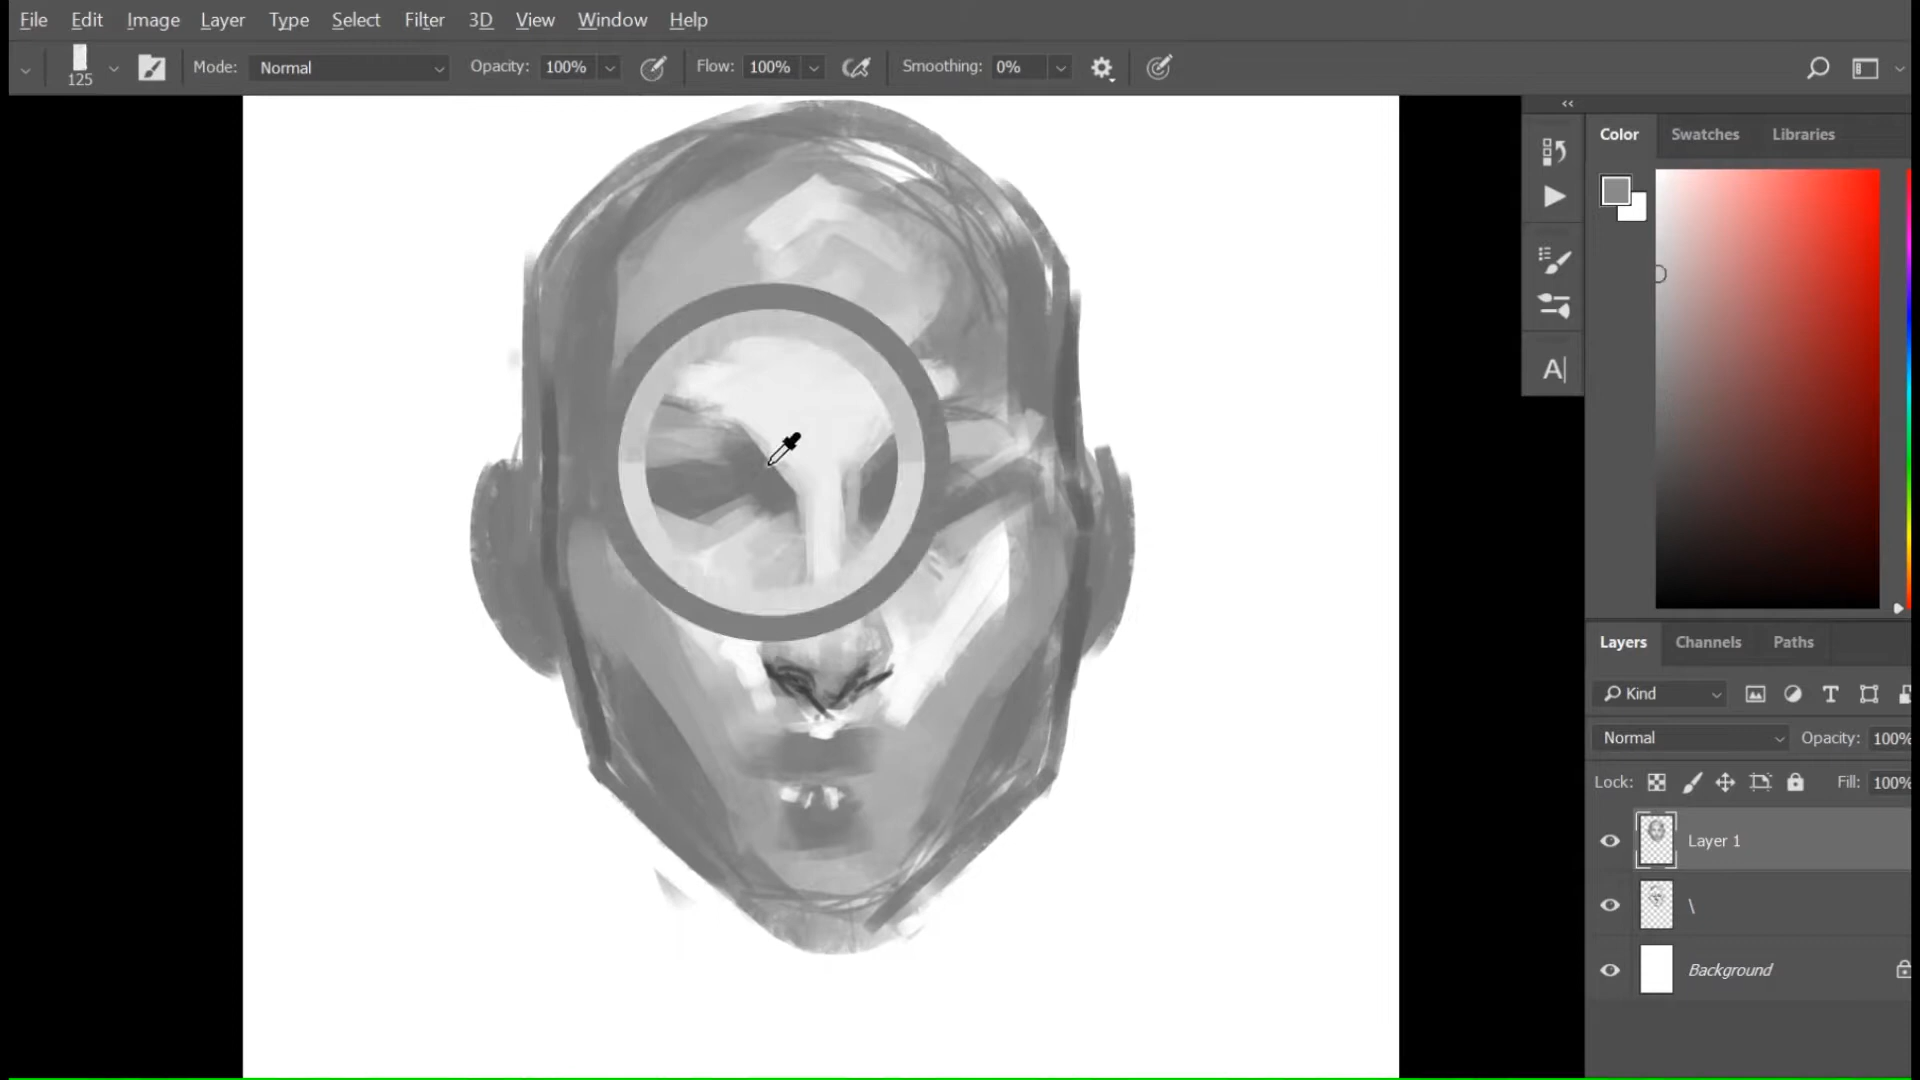 File Edit Image Layer Type Select Filter 3D View Window Help
125 Mode: Normal Opacity: 100% Flow: 100% Smoothing: 0%
Color Swatches Libraries
A
Layers Channels Paths
Kind T
Normal Opacity: 100%
Lock: Fill: 100%
Layer 1
\
Background